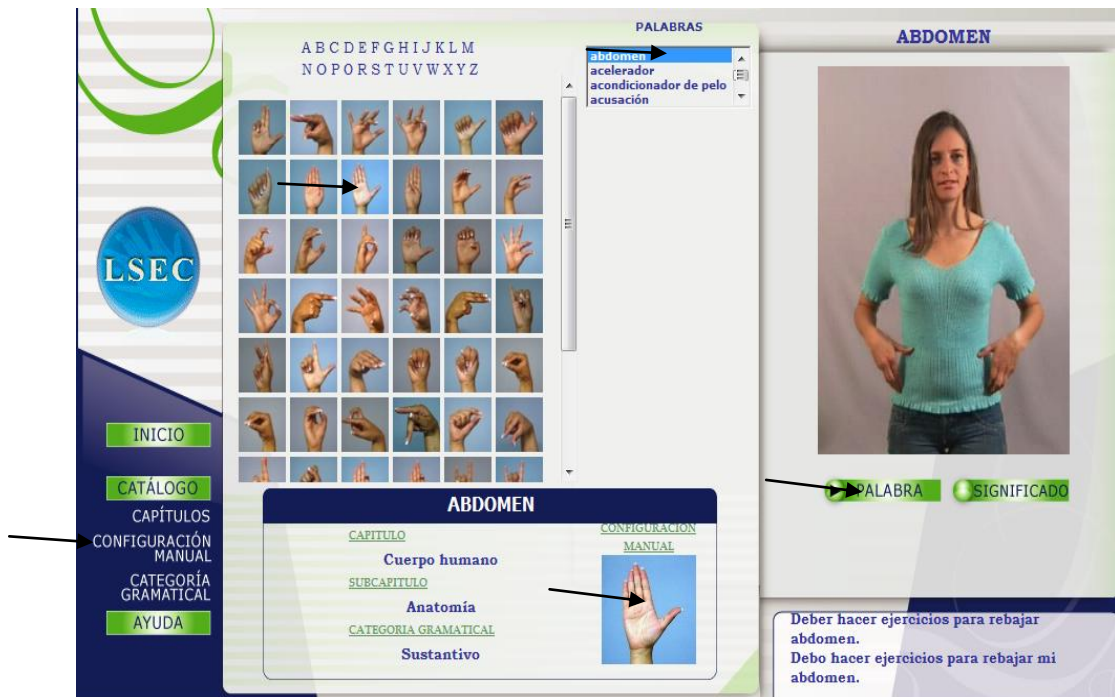 PALABRAS
A B C D E F G H I J K L M
N O P O R S T U V W X Y Z
abdomen
acelerador
acondicionador de pelo
acusación
ABDOMEN
LSEC
INICIO
CATÁLOGO
CAPÍTULOS
CONFIGURACIÓN
MANUAL
CATEGORÍA
GRAMATICAL
AYUDA
ABDOMEN
CAPITULO
Cuerpo humano
SUBCAPITULO
Anatomía
CATEGORIA GRAMATICAL
Sustantivo
CONFIGURACION
MANUAL
PALABRA
SIGNIFICADO
Deber hacer ejercicios para rebajar
abdomen.
Debo hacer ejercicios para rebajar mi
abdomen.